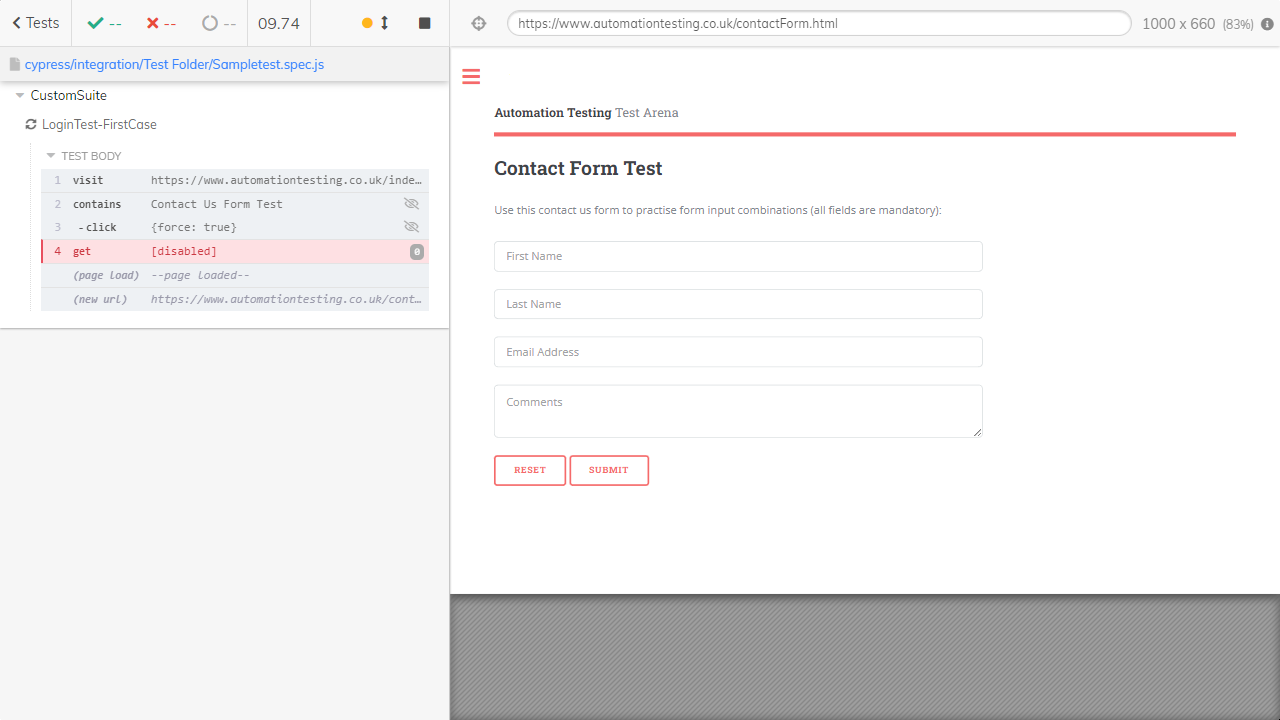 Tests
--
--
--
09.74
https://www.automationtesting.co.uk/contactForm.html
1000 x 660 (83%)
cypress/integration/Test Folder/Sampletest.spec.js
CustomSuite
LoginTest-FirstCase
TEST BODY
1 visit https://www.automationtesting.co.uk/inde…
2 contains Contact Us Form Test
3 - click {force: true}
4 get [disabled] 0
(page load) --page loaded--
(new url) https://www.automationtesting.co.uk/cont…
Automation Testing Test Arena
Contact Form Test
Use this contact us form to practise form input combinations (all fields are mandatory):
First Name
Last Name
Email Address
Comments
RESET SUBMIT